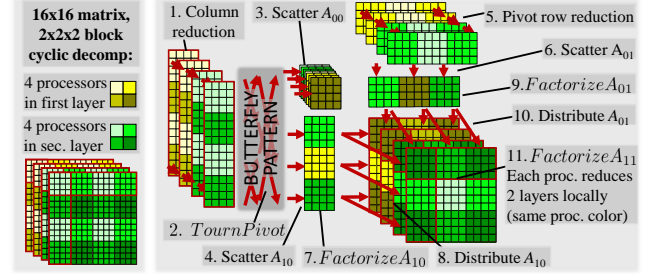 16x16 matrix,
2x2x2 block
cyclic decomp:
4 processors
in first layer
4 processors
in sec. layer
1. Column
reduction
BUTTERFLY
PATTERN
2. TournPivot
3. Scatter A00
4. Scatter A10
5. Pivot row reduction
6. Scatter A01
7. FactorizeA10
8. Distribute A10
9. FactorizeA01
10. Distribute A01
11. FactorizeA11
Each proc. reduces
2 layers locally
(same proc. color)